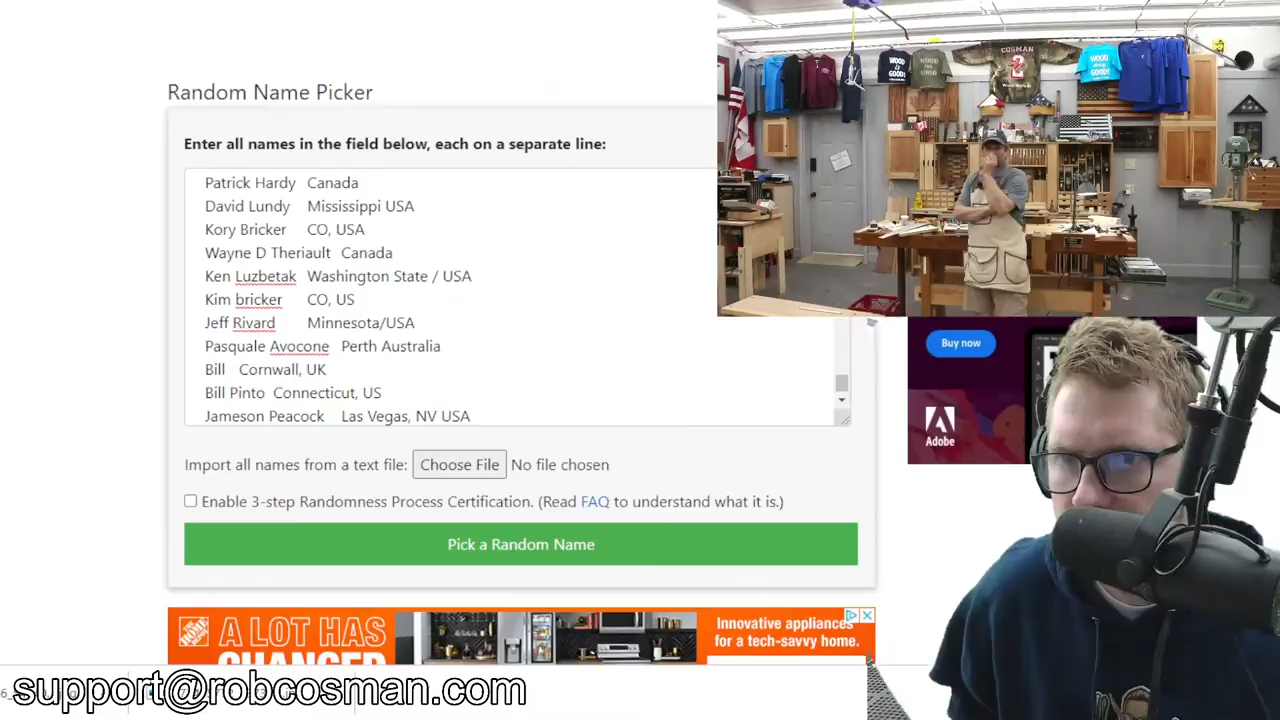 Random Name Picker
Enter all names in the field below, each on a separate line:
Patrick Hardy Canada
David Lundy Mississippi USA
Kory Bricker CO, USA
Wayne D Theriault Canada
Ken Luzbetak Washington State / USA
Kim bricker CO, US
Jeff Rivard Minnesota/USA
Pasquale Avocone Perth Australia
Bill Cornwall, UK
Bill Pinto Connecticut, US
Jameson Peacock Las Vegas, NV USA
Import all names from a text file: Choose File No file chosen
Enable 3-step Randomness Process Certification. (Read FAQ to understand what it is.)
Pick a Random Name
A LOT HAS
CHANGED
Innovative appliances
for a tech-savvy home.
support@robcosman.com
COSMAN
2
Buy now
Adobe